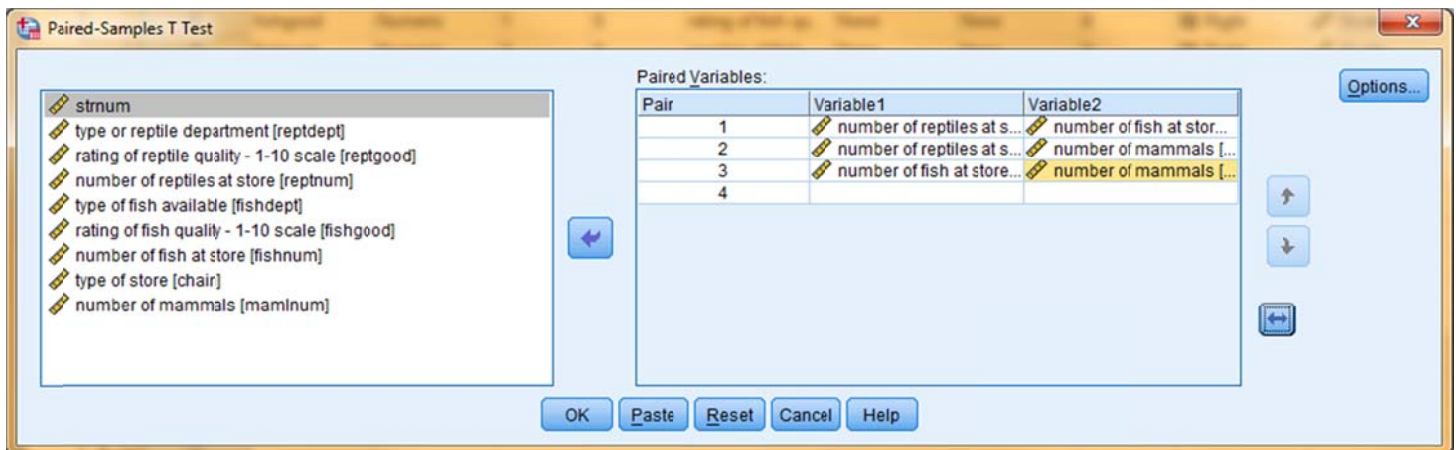 Paired-Samples T Test
strnum
type or reptile department [reptdept]
rating of reptile quality - 1-10 scale [reptgood]
number of reptiles at store [reptnum]
type of fish available [fishdept]
rating of fish quality - 1-10 scale [fishgood]
number of fish at store [fishnum]
type of store [chair]
number of mammals [mamlnum]
Paired Variables:
Pair Variable1 Variable2
1 number of reptiles at s... number of fish at stor...
2 number of reptiles at s... number of mammals [...
3 number of fish at store... number of mammals [...
4
Options...
OK Paste Reset Cancel Help